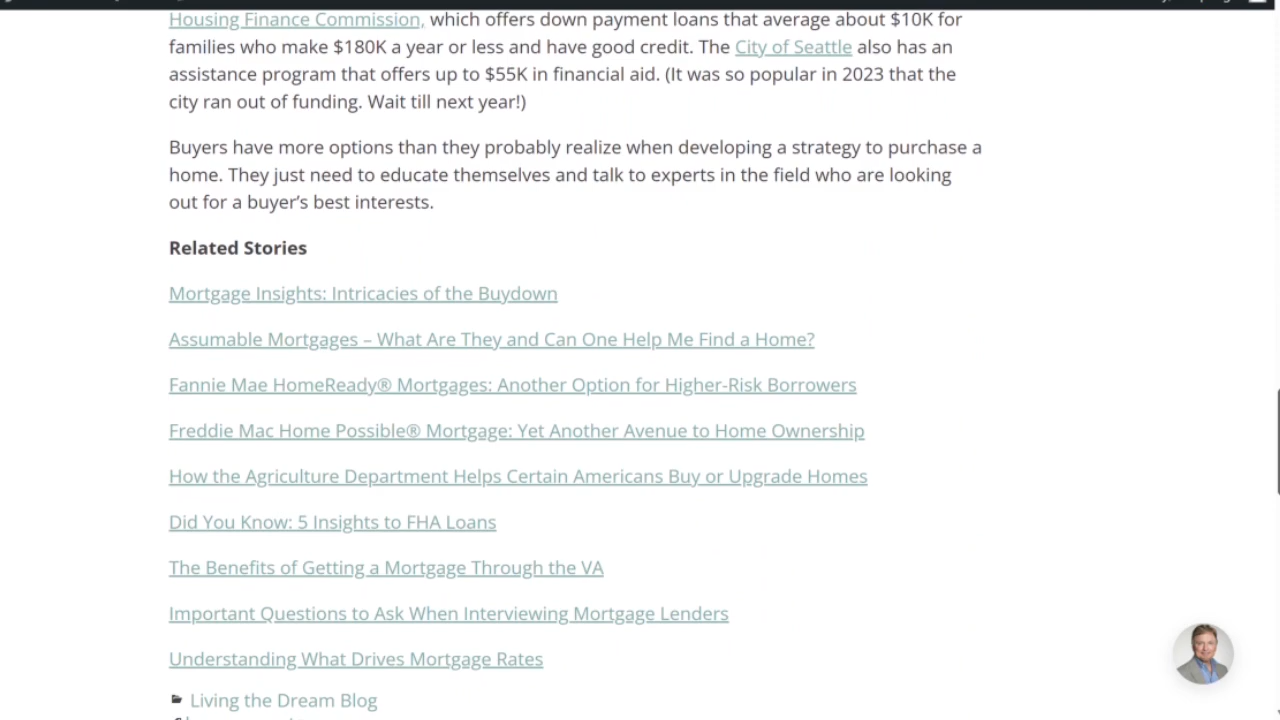 Housing Finance Commission, which offers down payment loans that average about $10K for
families who make $180K a year or less and have good credit. The City of Seattle also has an
assistance program that offers up to $55K in financial aid. (It was so popular in 2023 that the
city ran out of funding. Wait till next year!)
Buyers have more options than they probably realize when developing a strategy to purchase a
home. They just need to educate themselves and talk to experts in the field who are looking
out for a buyer’s best interests.
Related Stories
Mortgage Insights: Intricacies of the Buydown
Assumable Mortgages – What Are They and Can One Help Me Find a Home?
Fannie Mae HomeReady® Mortgages: Another Option for Higher-Risk Borrowers
Freddie Mac Home Possible® Mortgage: Yet Another Avenue to Home Ownership
How the Agriculture Department Helps Certain Americans Buy or Upgrade Homes
Did You Know: 5 Insights to FHA Loans
The Benefits of Getting a Mortgage Through the VA
Important Questions to Ask When Interviewing Mortgage Lenders
Understanding What Drives Mortgage Rates
Living the Dream Blog